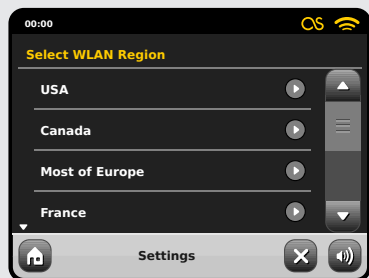 00:00
Select WLAN Region
USA
Canada
Most of Europe
France
Settings